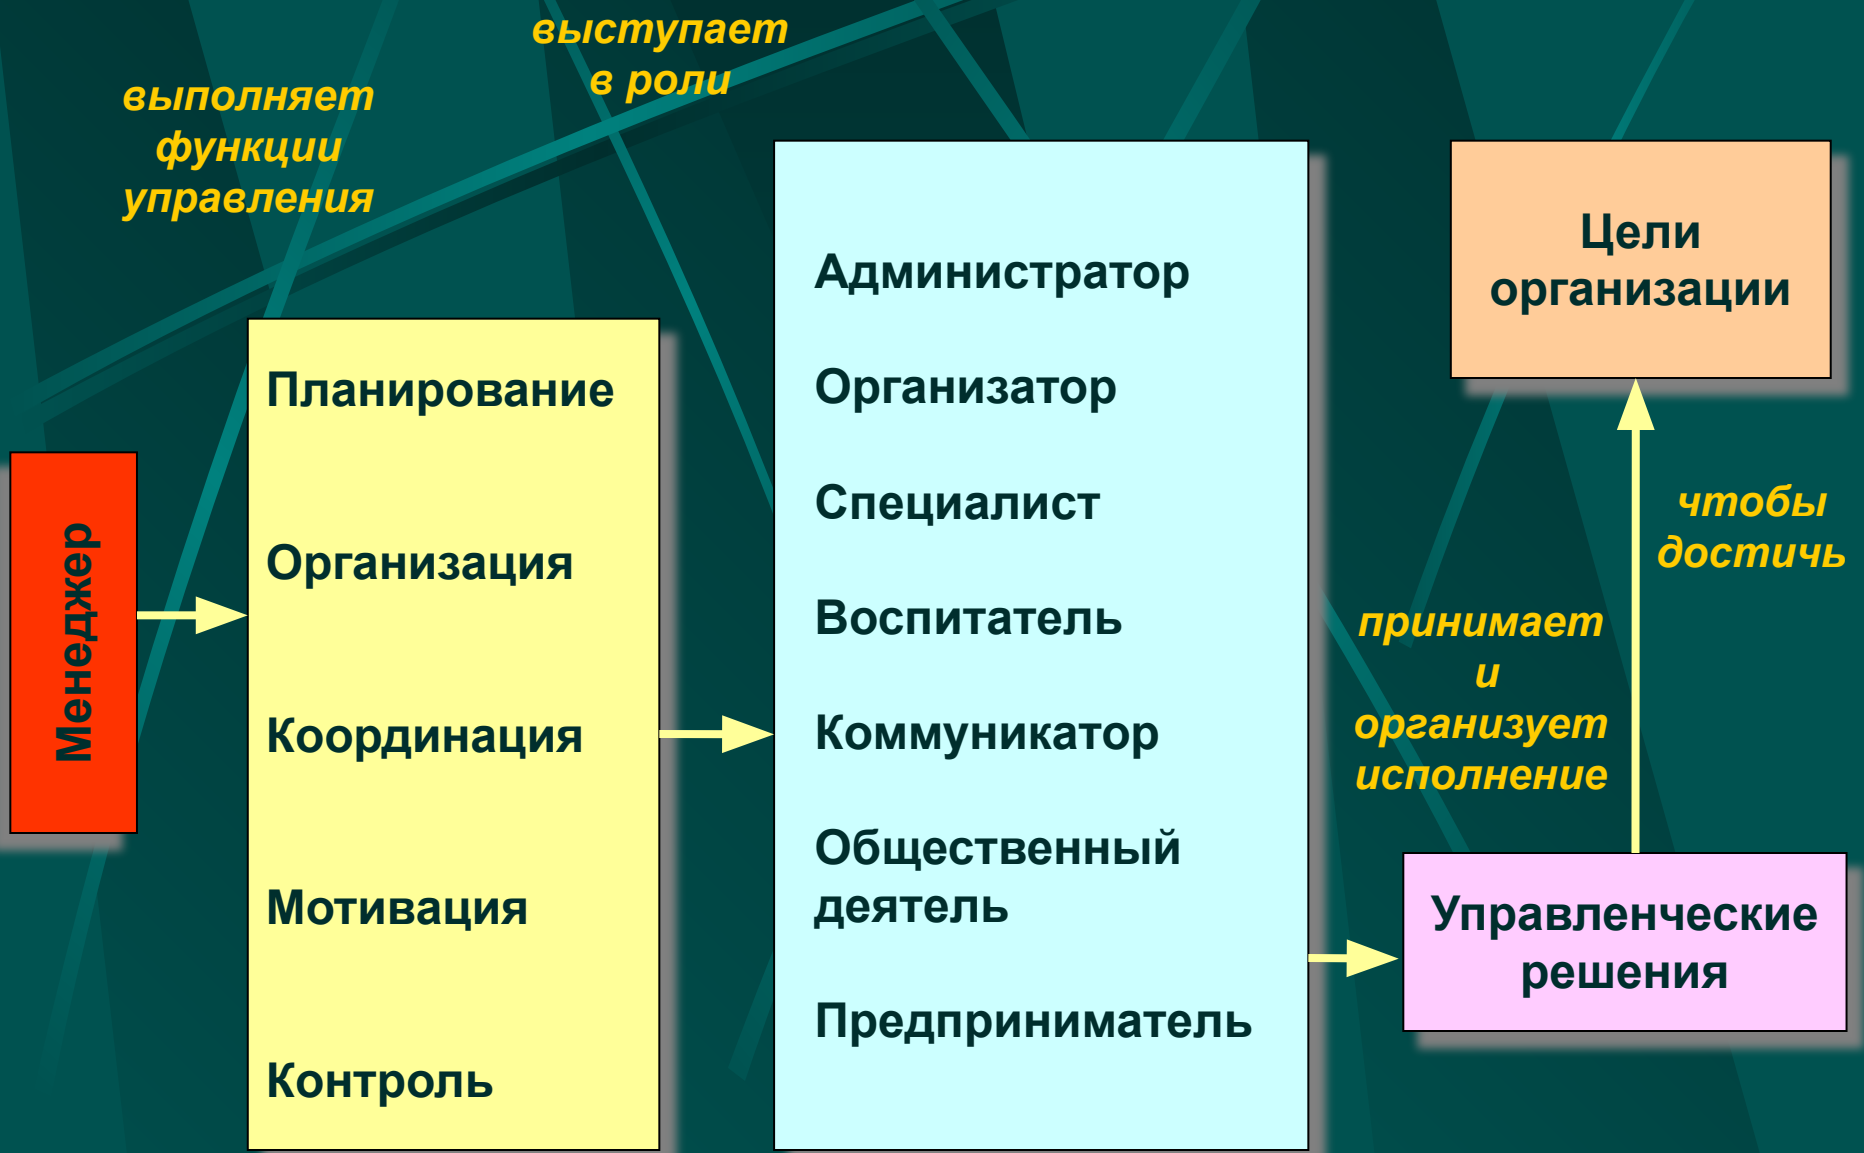 выступает
в роли
выполняет
функции
управления
Менеджер
Планирование
Организация
Координация
Мотивация
Контроль
Администратор
Организатор
Специалист
Воспитатель
Коммуникатор
Общественный
деятель
Предприниматель
Цели
организации
чтобы
достичь
принимает
и
организует
исполнение
Управленческие
решения